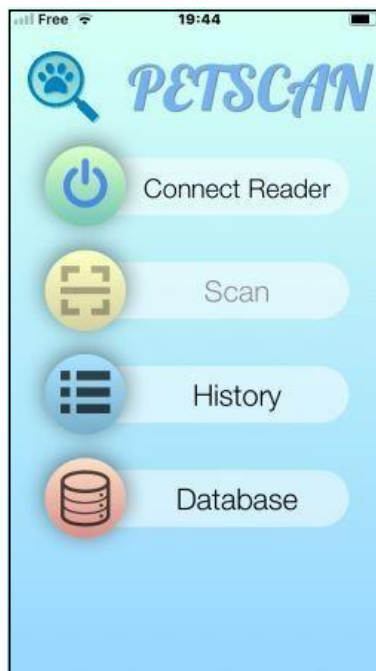 Free 19:44
PETSCAN
Connect Reader
Scan
History
Database